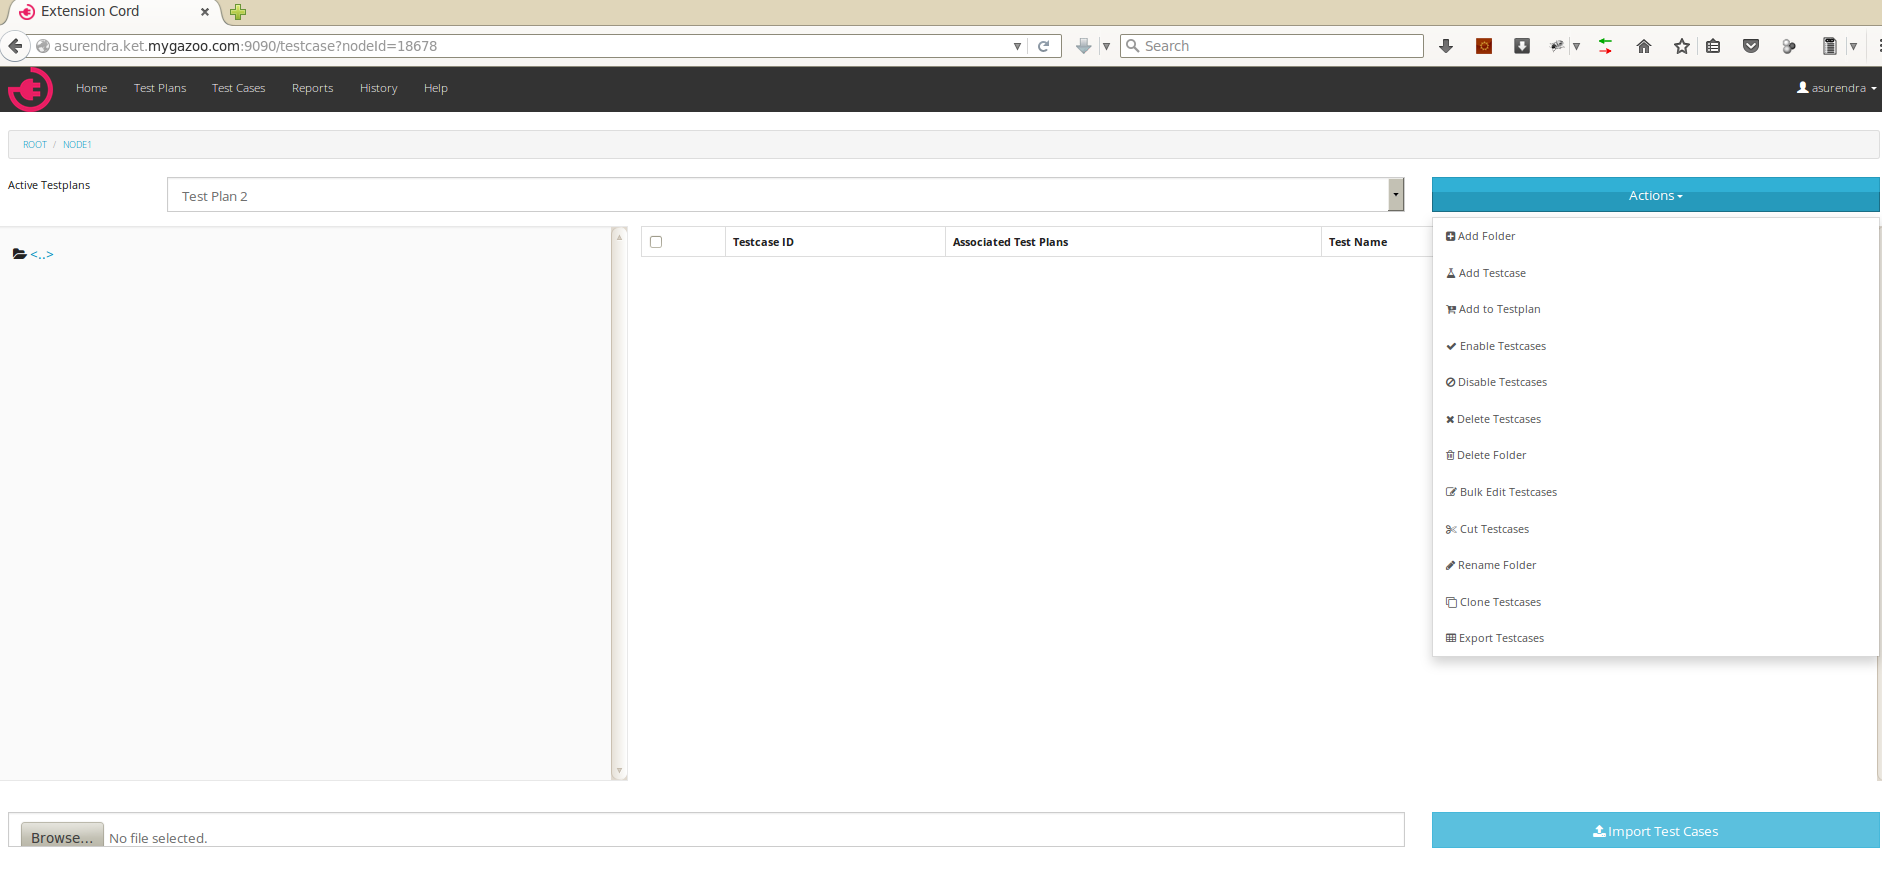 Extension Cord
asurendra.ket.mygazoo.com:9090/testcase?nodeId=18678
Search
Home Test Plans Test Cases Reports History Help asurendra
ROOT / NODE1
Active Testplans
Test Plan 2
Actions
<..>
Testcase ID Associated Test Plans Test Name
Add Folder
Add Testcase
Add to Testplan
Enable Testcases
Disable Testcases
Delete Testcases
Delete Folder
Bulk Edit Testcases
Cut Testcases
Rename Folder
Clone Testcases
Export Testcases
Browse... No file selected.
Import Test Cases